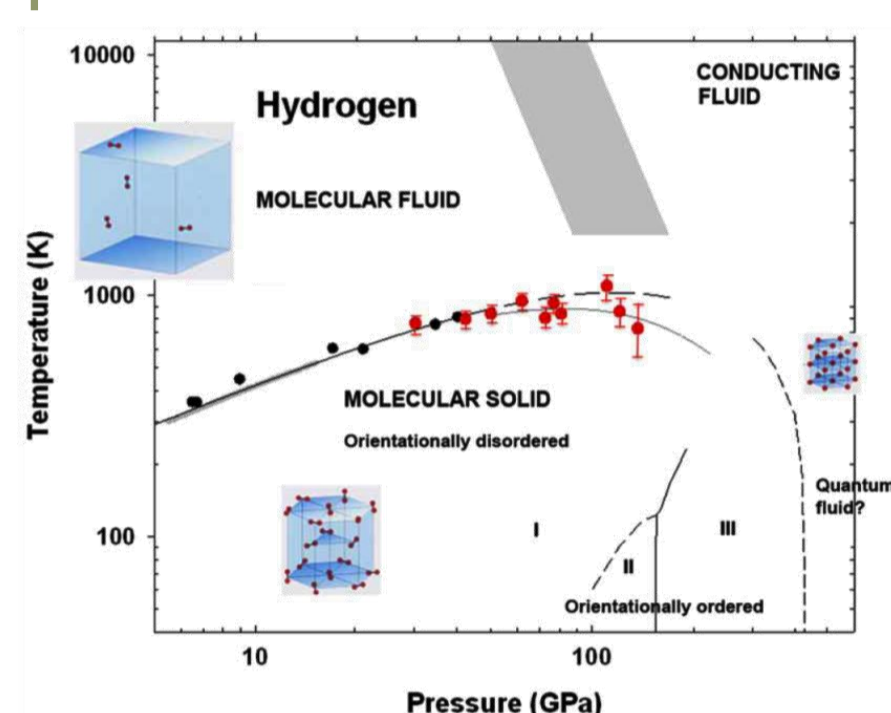 10000
Hydrogen
CONDUCTING
FLUID
MOLECULAR FLUID
Temperature (K)
1000
MOLECULAR SOLID
Orientationally disordered
Quantum
fluid?
100
I
II
III
Orientationally ordered
10
100
Pressure (GPa)